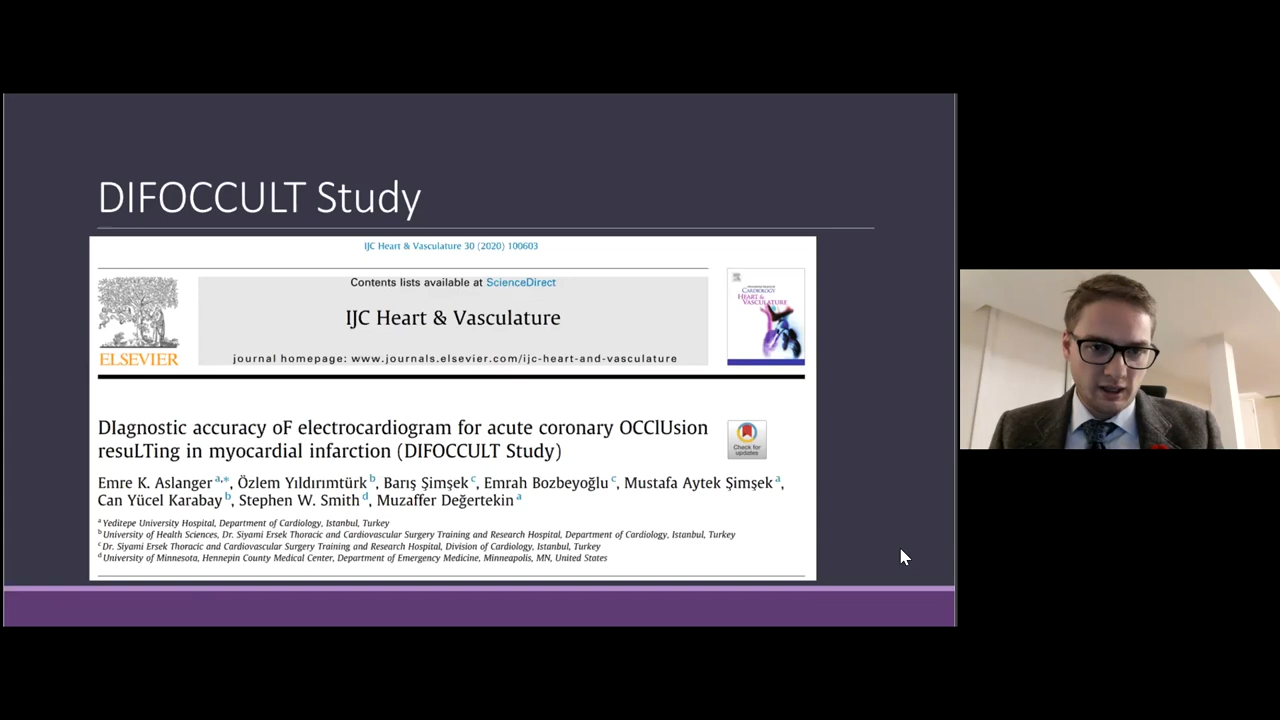 DIFOCCULT Study
IJC Heart & Vasculature 30 (2020) 100603
Contents lists available at ScienceDirect
IJC Heart & Vasculature
journal homepage: www.journals.elsevier.com/ijc-heart-and-vasculature
ELSEVIER
CARDIOLOGY
HEART &
VASCULATURE
DIagnostic accuracy oF electrocardiogram for acute coronary OCClUsion
resuLTing in myocardial infarction (DIFOCCULT Study)
Check for
updates
Emre K. Aslanger a,*, Özlem Yıldırımtürk b, Barış Şimşek c, Emrah Bozbeyoğlu c, Mustafa Aytek Şimşek a,
Can Yücel Karabay b, Stephen W. Smith d, Muzaffer Değertekin a
a Yeditepe University Hospital, Department of Cardiology, Istanbul, Turkey
b University of Health Sciences, Dr. Siyami Ersek Thoracic and Cardiovascular Surgery Training and Research Hospital, Department of Cardiology, Istanbul, Turkey
c Dr. Siyami Ersek Thoracic and Cardiovascular Surgery Training and Research Hospital, Division of Cardiology, Istanbul, Turkey
d University of Minnesota, Hennepin County Medical Center, Department of Emergency Medicine, Minneapolis, MN, United States